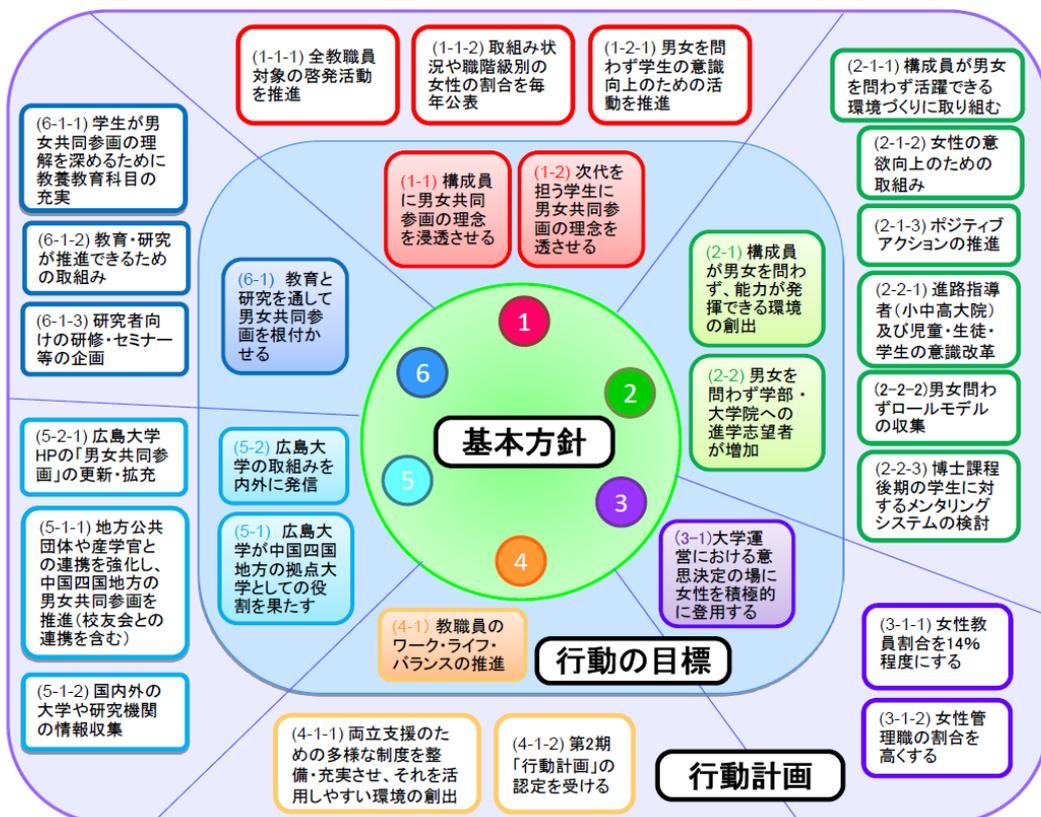 (1-1-1) 全教職員
対象の啓発活動
を推進
(1-1-2) 取組み状
況や職階級別の
女性の割合を毎
年公表
(1-2-1) 男女を問
わず学生の意識
向上のための活
動を推進
(2-1-1) 構成員が男女
を問わず活躍できる
環境づくりに取り組む
(2-1-2) 女性の意
欲向上のための
取組み
(2-1-3) ポジティブ
アクションの推進
(2-2-1) 進路指導
者(小中高大院)
及び児童・生徒・
学生の意識改革
(2-2-2)男女問わ
ずロールモデル
の収集
(2-2-3) 博士課程
後期の学生に対
するメンタリング
システムの検討
(6-1-1) 学生が男
女共同参画の理
解を深めるために
教養教育科目の
充実
(6-1-2) 教育・研究
が推進できるため
の取組み
(6-1-3) 研究者向
けの研修・セミナー
等の企画
(1-1) 構成員
に男女共同
参画の理念
を浸透させる
(1-2) 次代を
担う学生に
男女共同参
画の理念を
透させる
(6-1) 教育と
研究を通して
男女共同参
画を根付か
せる
(2-1) 構成員
が男女を問わ
ず、能力が発
揮できる環境
の創出
(2-2) 男女を
問わず学部・
大学院への
進学志望者
が増加
1
2
3
4
5
6
基本方針
(5-2) 広島大
学の取組みを
内外に発信
(5-1) 広島大
学が中国四国
地方の拠点大
学としての役
割を果たす
(3-1)大学運
営における意
思決定の場に
女性を積極的
に登用する
(4-1) 教職員の
ワーク・ライフ・
バランスの推進
行動の目標
(5-2-1) 広島大学
HPの「男女共同参
画」の更新・拡充
(5-1-1) 地方公共
団体や産学官と
の連携を強化し、
中国四国地方の
男女共同参画を
推進(校友会との
連携を含む)
(5-1-2) 国内外の
大学や研究機関
の情報収集
(4-1-1) 両立支援のた
めの多様な制度を整
備・充実させ、それを活
用しやすい環境の創出
(4-1-2) 第2期
「行動計画」の
認定を受ける
行動計画
(3-1-1) 女性教
員割合を14%
程度にする
(3-1-2) 女性管
理職の割合を
高くする